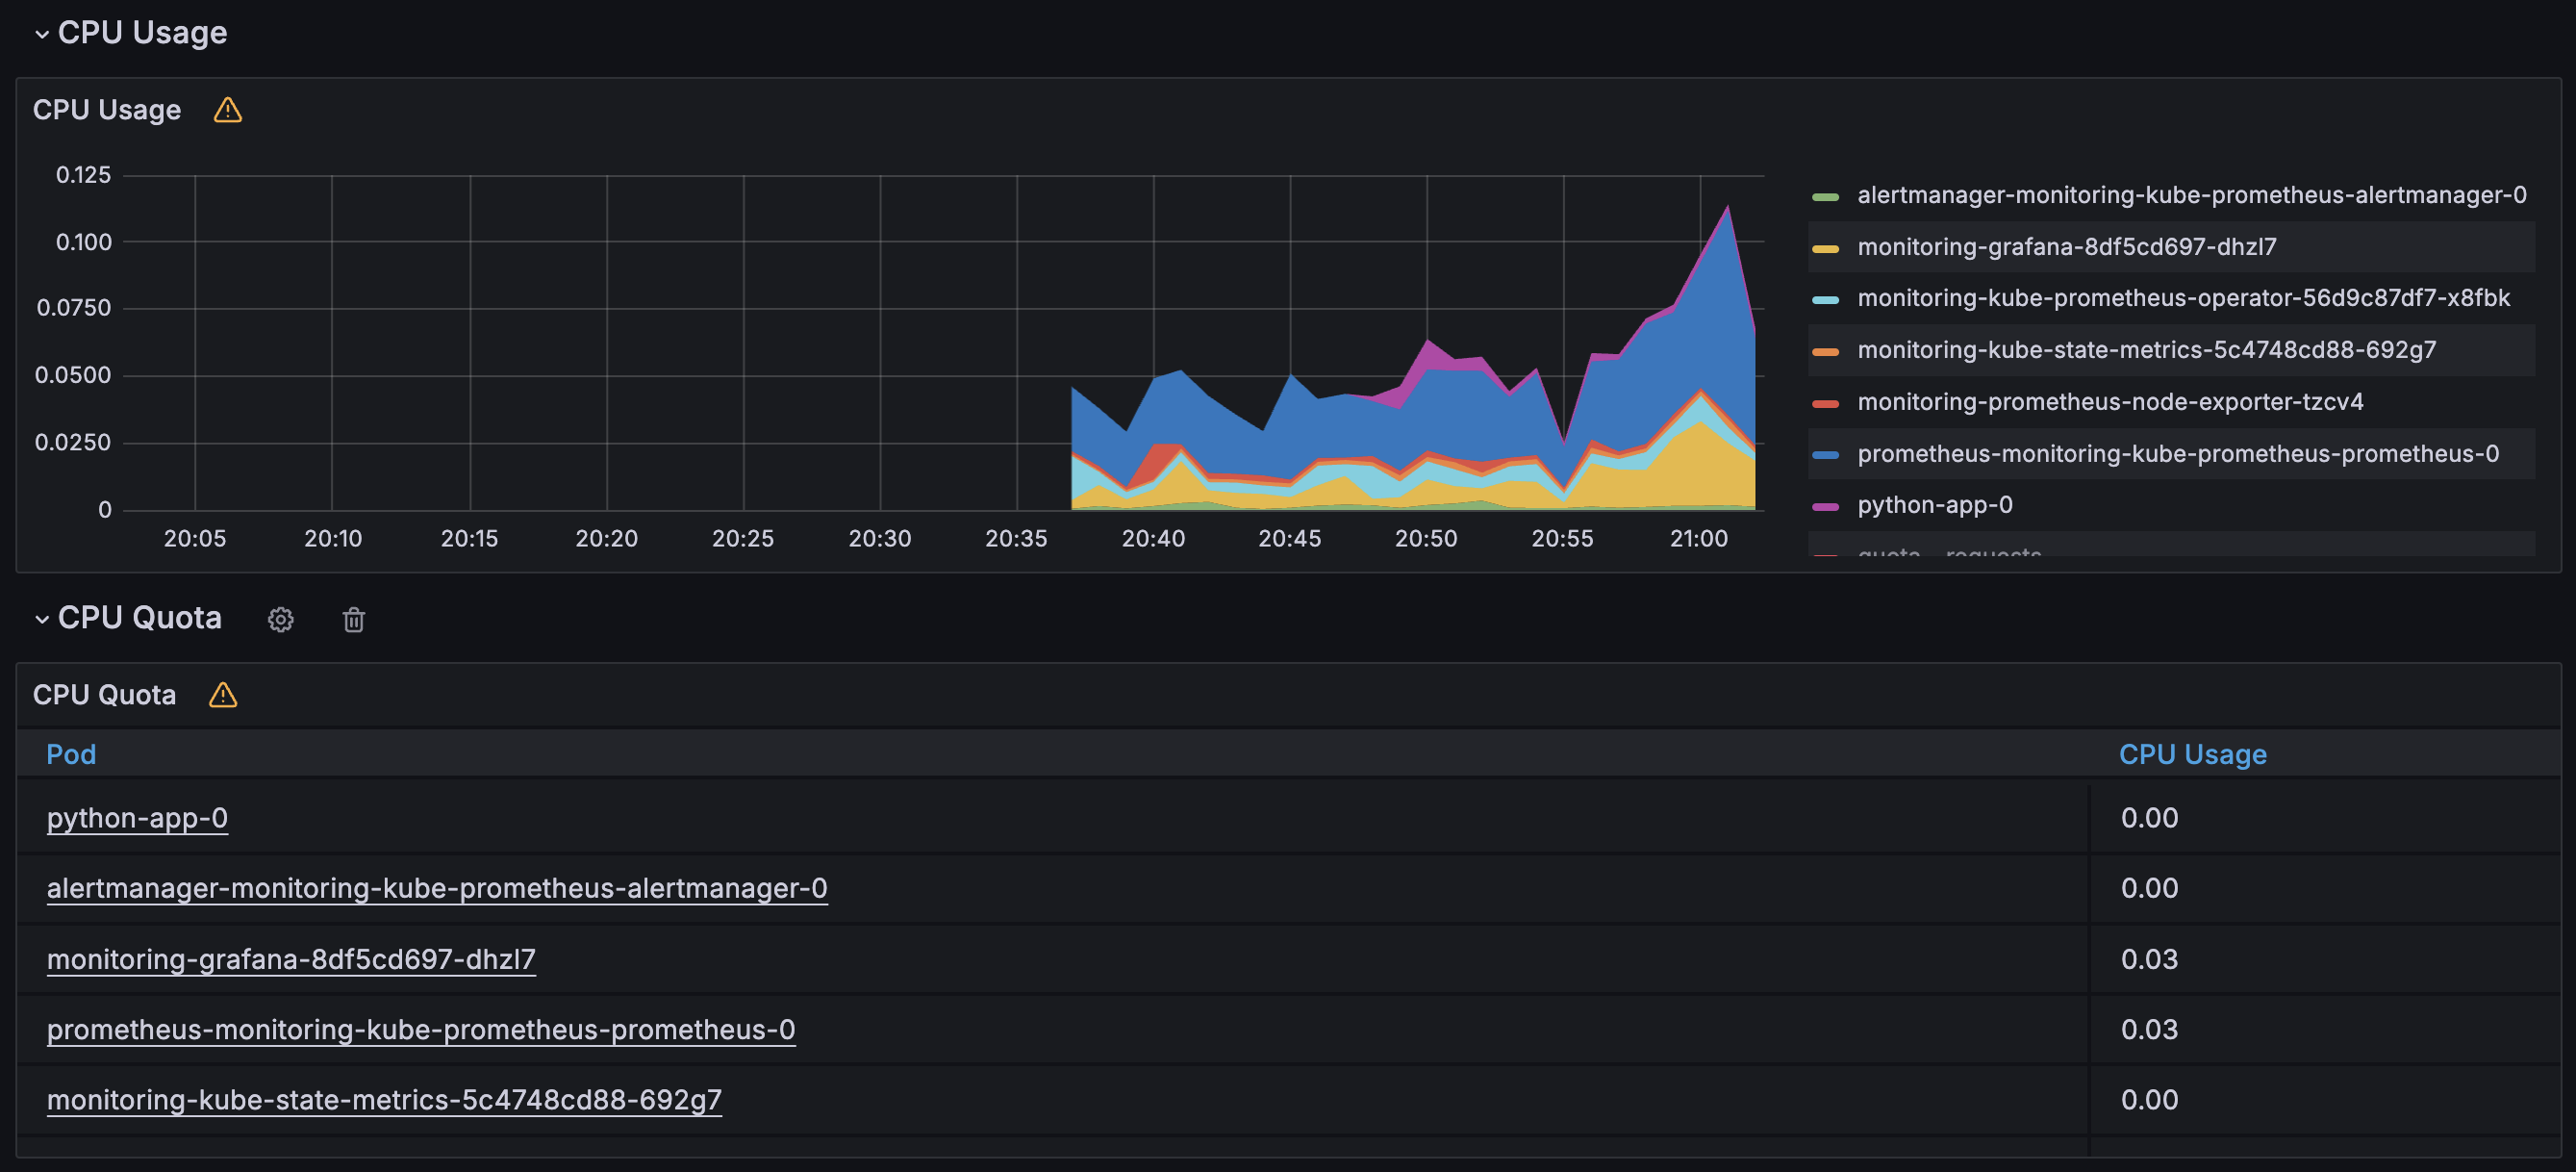 CPU Usage
CPU Usage
0.125
0.100
0.0750
0.0500
0.0250
0
20:05 20:10 20:15 20:20 20:25 20:30 20:35 20:40 20:45 20:50 20:55 21:00
alertmanager-monitoring-kube-prometheus-alertmanager-0
monitoring-grafana-8df5cd697-dhzl7
monitoring-kube-prometheus-operator-56d9c87df7-x8fbk
monitoring-kube-state-metrics-5c4748cd88-692g7
monitoring-prometheus-node-exporter-tzcv4
prometheus-monitoring-kube-prometheus-prometheus-0
python-app-0
quota - requests
CPU Quota
CPU Quota
Pod CPU Usage
python-app-0 0.00
alertmanager-monitoring-kube-prometheus-alertmanager-0 0.00
monitoring-grafana-8df5cd697-dhzl7 0.03
prometheus-monitoring-kube-prometheus-prometheus-0 0.03
monitoring-kube-state-metrics-5c4748cd88-692g7 0.00